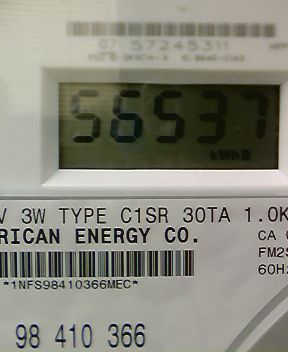 07 57245311
56537
kWh
V 3W TYPE C1SR 30TA 1.0K
RICAN ENERGY CO.
CA
FM2S
60Hz
*1NFS98410366MEC*
98 410 366